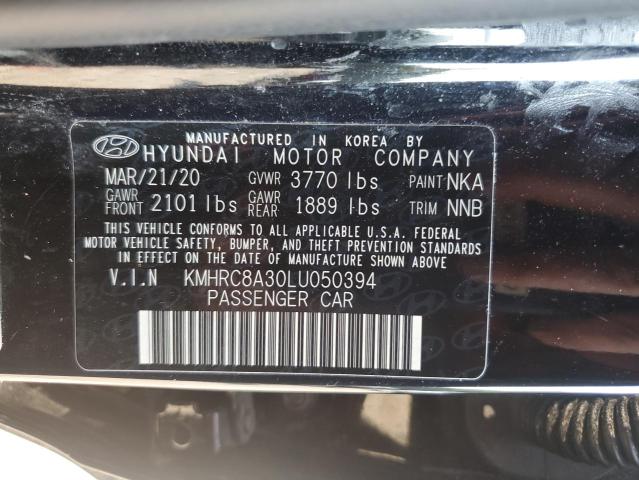 MANUFACTURED IN KOREA BY
HYUNDAI MOTOR COMPANY
MAR/21/20 GVWR 3770 lbs PAINT NKA
GAWR FRONT 2101 lbs GAWR REAR 1889 lbs TRIM NNB
THIS VEHICLE CONFORMS TO ALL APPLICABLE U.S.A. FEDERAL
MOTOR VEHICLE SAFETY, BUMPER, AND THEFT PREVENTION STANDARDS
IN EFFECT ON THE DATE OF MANUFACTURE SHOWN ABOVE
V.I.N KMHRC8A30LU050394
PASSENGER CAR